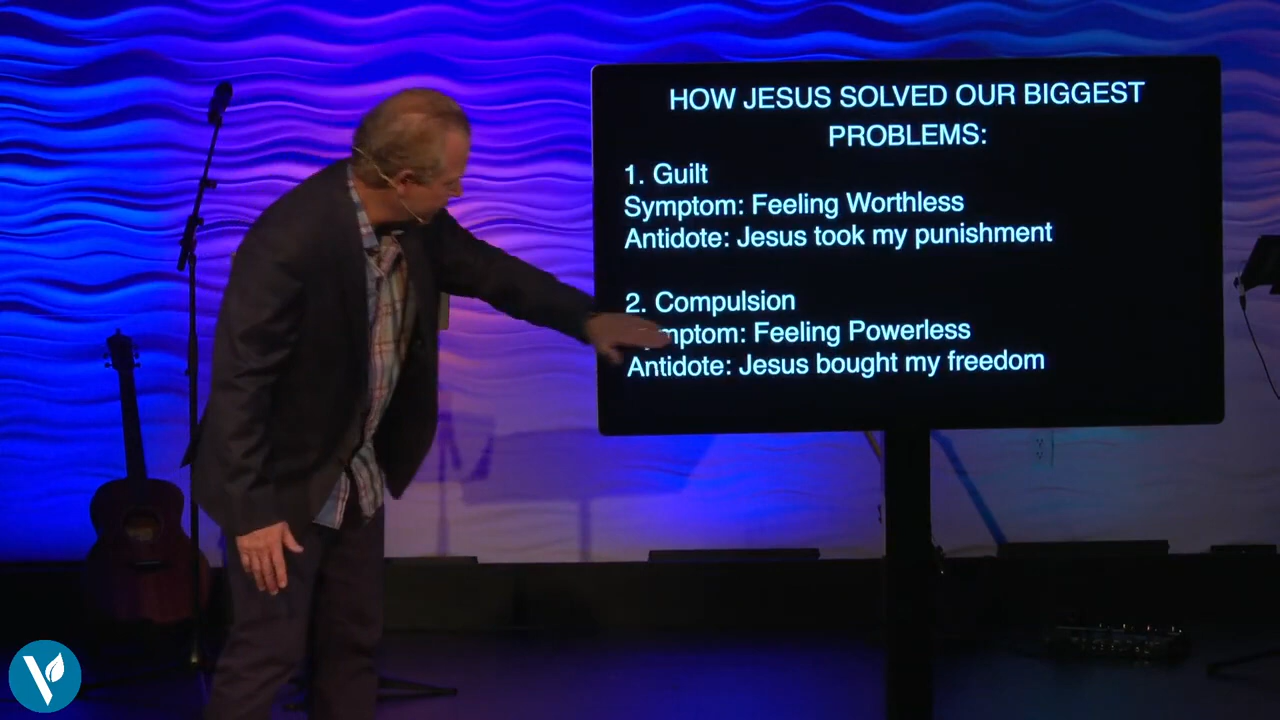 HOW JESUS SOLVED OUR BIGGEST
PROBLEMS:
1. Guilt
Symptom: Feeling Worthless
Antidote: Jesus took my punishment
2. Compulsion
Symptom: Feeling Powerless
Antidote: Jesus bought my freedom